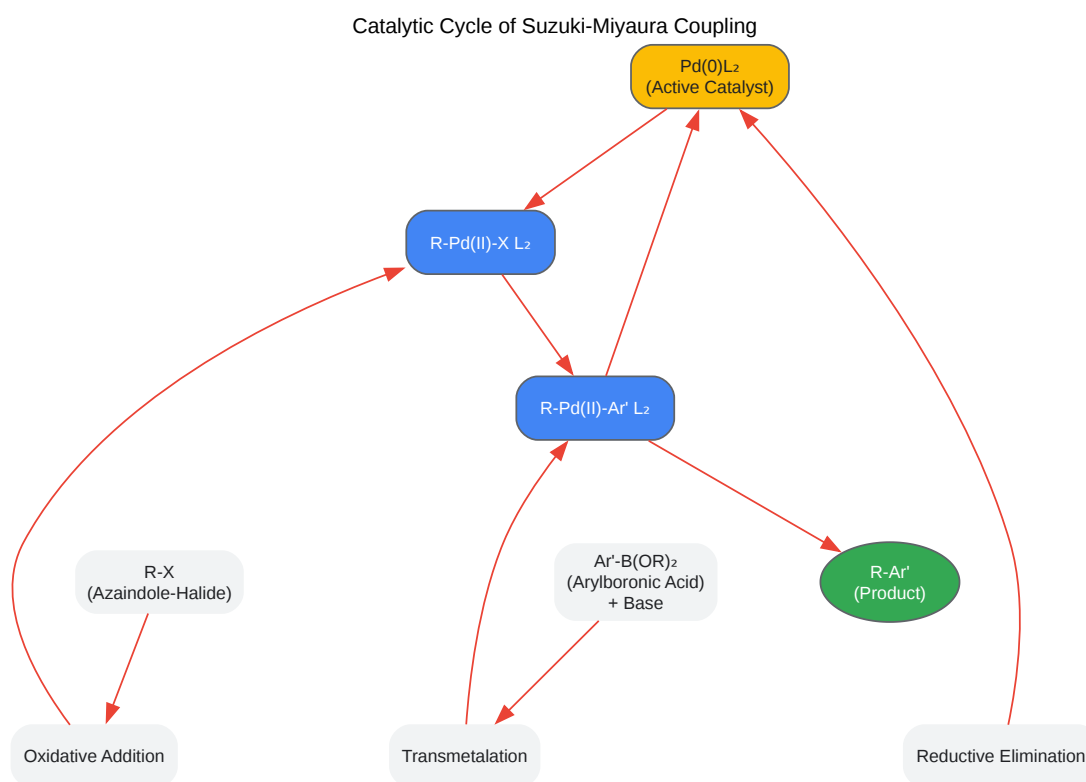 Catalytic Cycle of Suzuki-Miyaura Coupling
Pd(0)L₂
(Active Catalyst)
R-Pd(II)-X L₂
R-Pd(II)-Ar' L₂
R-X
(Azaindole-Halide)
Ar'-B(OR)₂
(Arylboronic Acid)
+ Base
R-Ar'
(Product)
Oxidative Addition
Transmetalation
Reductive Elimination